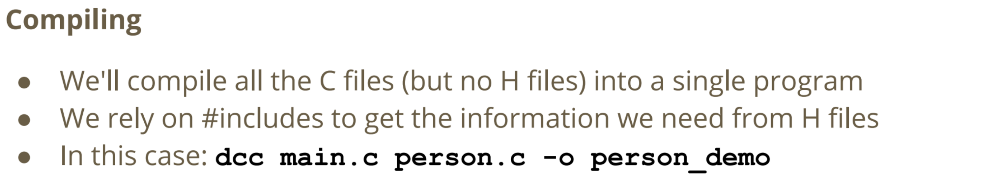 Compiling
● We'll compile all the C files (but no H files) into a single program
● We rely on #includes to get the information we need from H files
● In this case: dcc main.c person.c -o person_demo